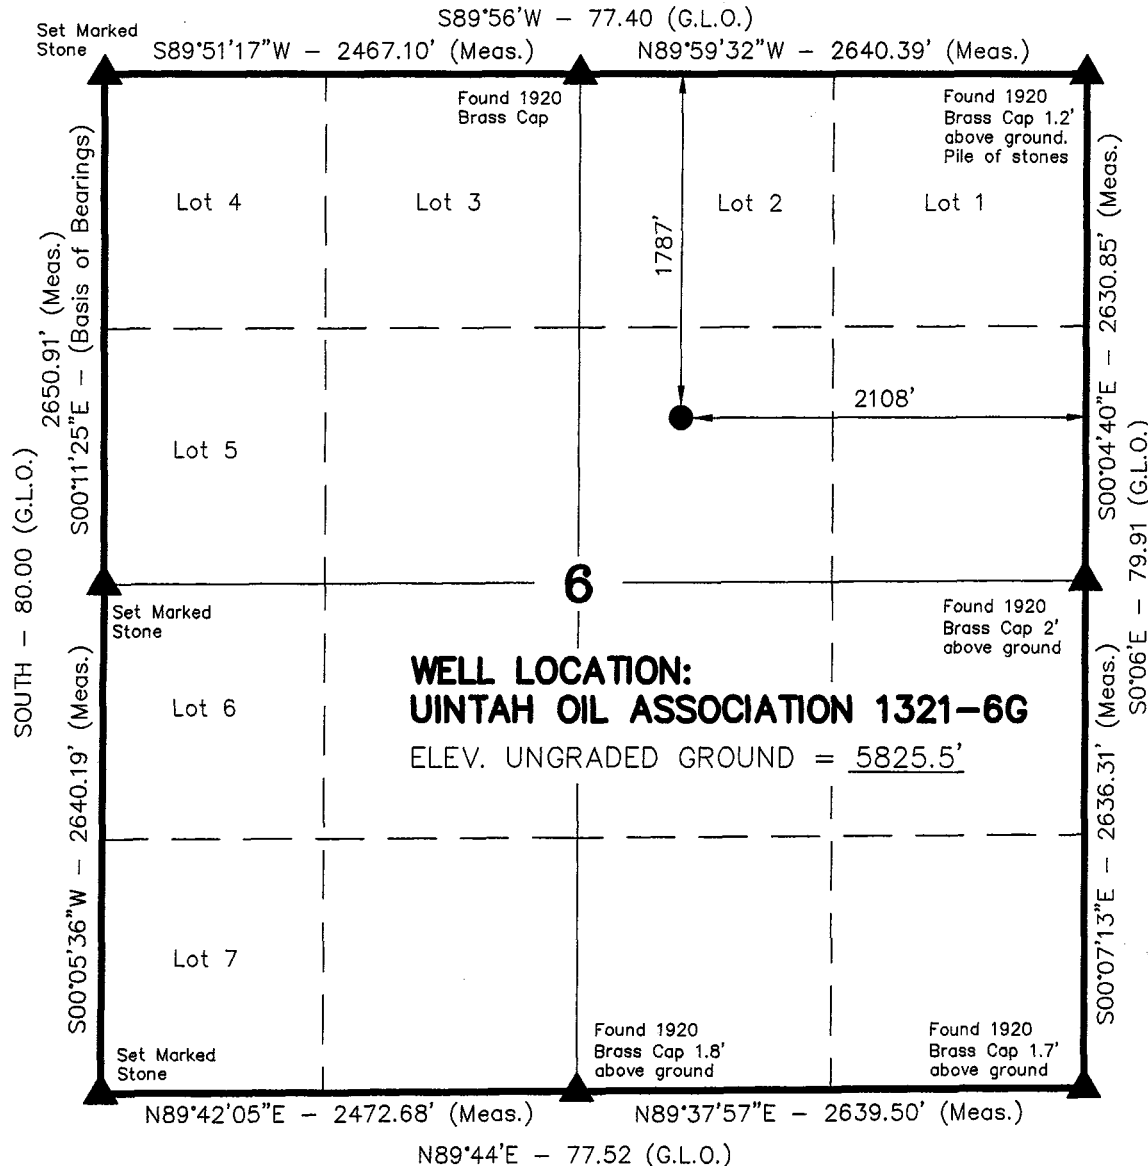 S89°56'W – 77.40 (G.L.O.)
Set Marked
Stone
S89°51'17"W – 2467.10' (Meas.)
N89°59'32"W – 2640.39' (Meas.)
Found 1920
Brass Cap
Found 1920
Brass Cap 1.2'
above ground.
Pile of stones
Lot 4
Lot 3
Lot 2
Lot 1
1787'
2108'
SOUTH – 80.00 (G.L.O.)
2650.91' (Meas.)
S00°11'25"E – (Basis of Bearings)
S00°04'40"E – 2630.85' (Meas.)
S0°06'E – 79.91 (G.L.O.)
Lot 5
6
Set Marked
Stone
Found 1920
Brass Cap 2'
above ground
WELL LOCATION:
UINTAH OIL ASSOCIATION 1321–6G
ELEV. UNGRADED GROUND = 5825.5'
Lot 6
S00°05'36"W – 2640.19' (Meas.)
S00°07'13"E – 2636.31' (Meas.)
Lot 7
Set Marked
Stone
Found 1920
Brass Cap 1.8'
above ground
Found 1920
Brass Cap 1.7'
above ground
N89°42'05"E – 2472.68' (Meas.)
N89°37'57"E – 2639.50' (Meas.)
N89°44'E – 77.52 (G.L.O.)